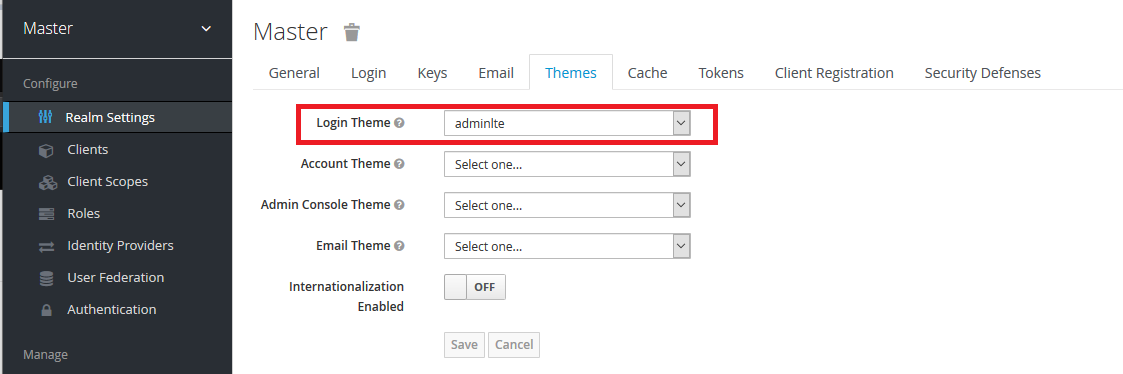 Master
Configure
Realm Settings
Clients
Client Scopes
Roles
Identity Providers
User Federation
Authentication
Manage
Master
General Login Keys Email Themes Cache Tokens Client Registration Security Defenses
Login Theme ? adminlte
Account Theme ? Select one...
Admin Console Theme ? Select one...
Email Theme ? Select one...
Internationalization
Enabled
OFF
Save Cancel